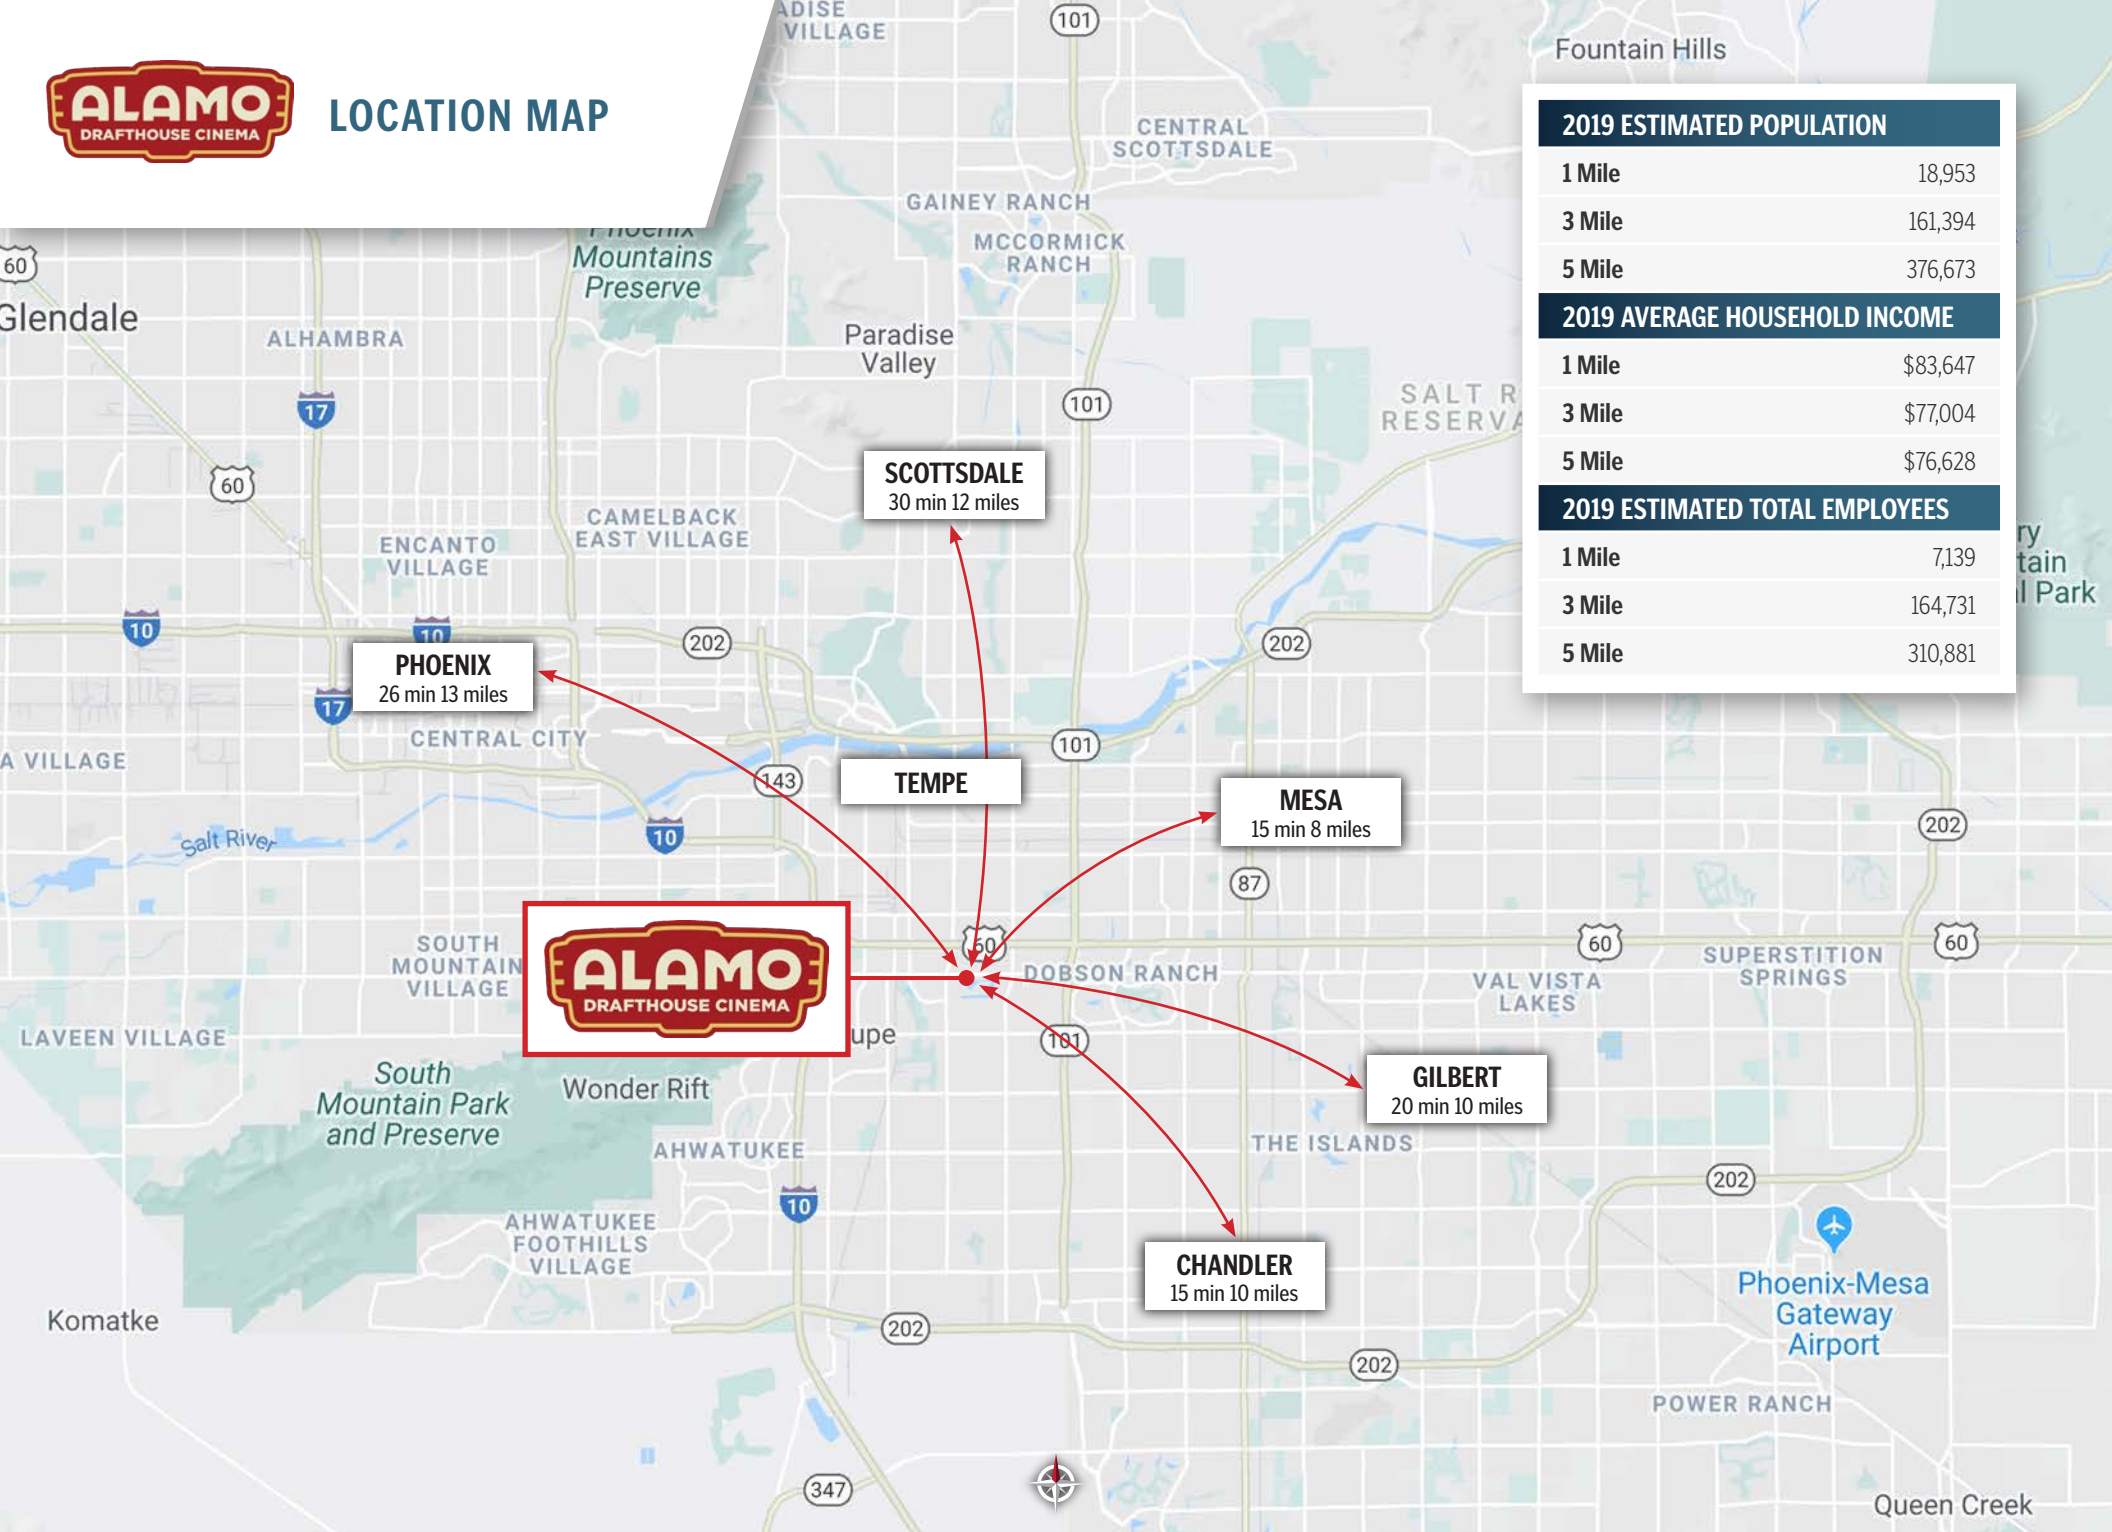 ALAMO
DRAFTHOUSE CINEMA
LOCATION MAP
VILLAGE
101
Fountain Hills
CENTRAL
SCOTTSDALE
GAINEY RANCH
MCCORMICK
RANCH
Phoenix
Mountains
Preserve
60
Glendale
ALHAMBRA
Paradise
Valley
17
101
SALT R
RESERVA
60
2019 ESTIMATED POPULATION
1 Mile 18,953
3 Mile 161,394
5 Mile 376,673
2019 AVERAGE HOUSEHOLD INCOME
1 Mile $83,647
3 Mile $77,004
5 Mile $76,628
2019 ESTIMATED TOTAL EMPLOYEES
1 Mile 7,139
3 Mile 164,731
5 Mile 310,881
SCOTTSDALE
30 min 12 miles
CAMELBACK
EAST VILLAGE
ENCANTO
VILLAGE
ry
tain
l Park
10
10
202
202
PHOENIX
26 min 13 miles
17
CENTRAL CITY
A VILLAGE
101
143
TEMPE
MESA
15 min 8 miles
10
Salt River
202
87
60
60
60
SOUTH
MOUNTAIN
VILLAGE
ALAMO
DRAFTHOUSE CINEMA
DOBSON RANCH
VAL VISTA
LAKES
SUPERSTITION
SPRINGS
LAVEEN VILLAGE
upe
101
South
Mountain Park
and Preserve
Wonder Rift
GILBERT
20 min 10 miles
AHWATUKEE
THE ISLANDS
10
202
AHWATUKEE
FOOTHILLS
VILLAGE
CHANDLER
15 min 10 miles
Phoenix-Mesa
Gateway
Airport
Komatke
202
202
POWER RANCH
347
Queen Creek